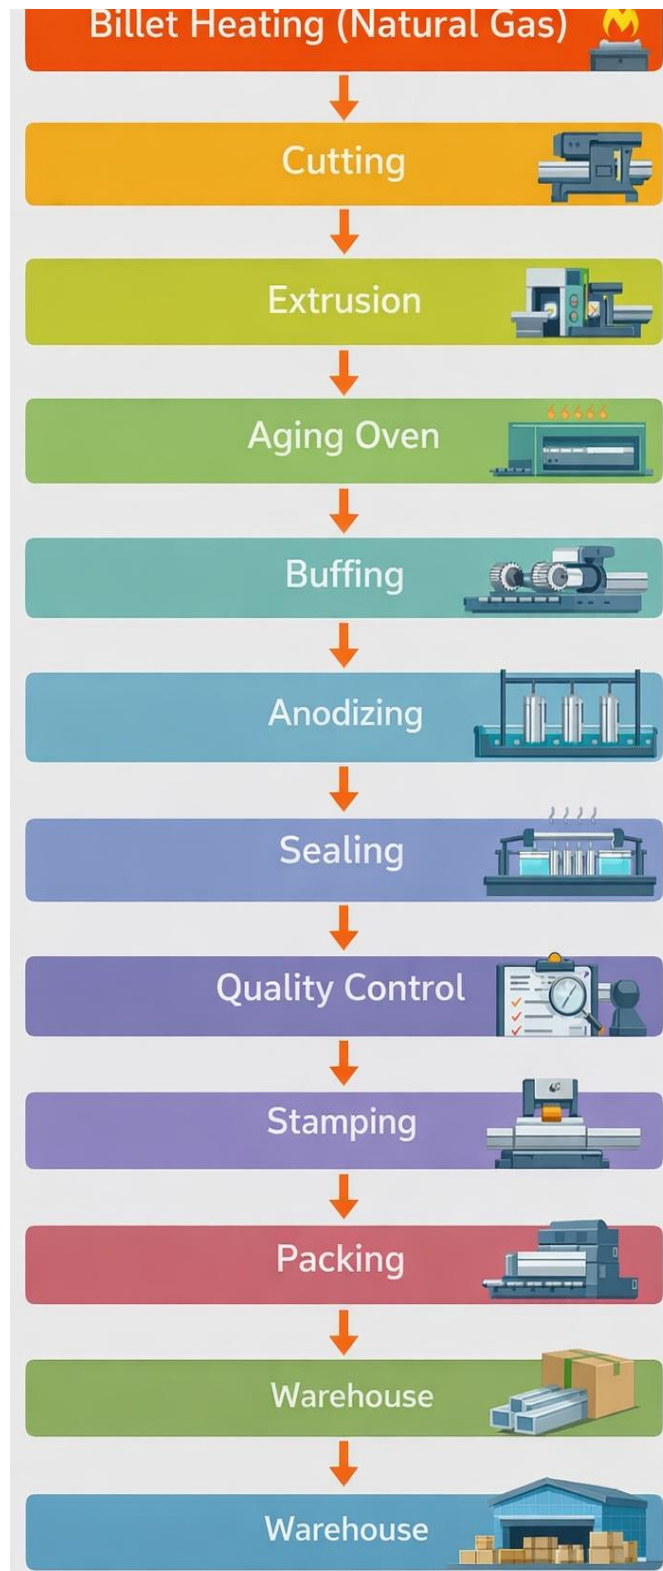 Billet Heating (Natural Gas)
Cutting
Extrusion
Aging Oven
Buffing
Anodizing
Sealing
Quality Control
Stamping
Packing
Warehouse
Warehouse